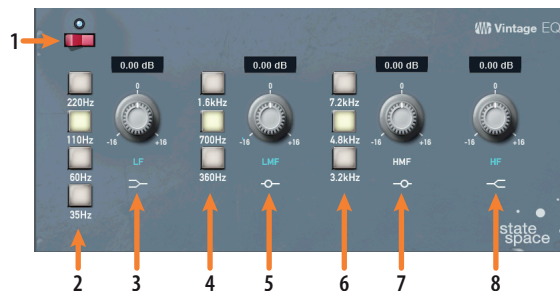 Vintage EQ
1
0.00 dB 0.00 dB 0.00 dB 0.00 dB
0 0 0 0
220Hz 1.6kHz 7.2kHz
-16 +16 -16 +16 -16 +16 -16 +16
110Hz 700Hz 4.8kHz
LF LMF HMF HF
60Hz 360Hz 3.2kHz
35Hz
state
space
2 3 4 5 6 7 8